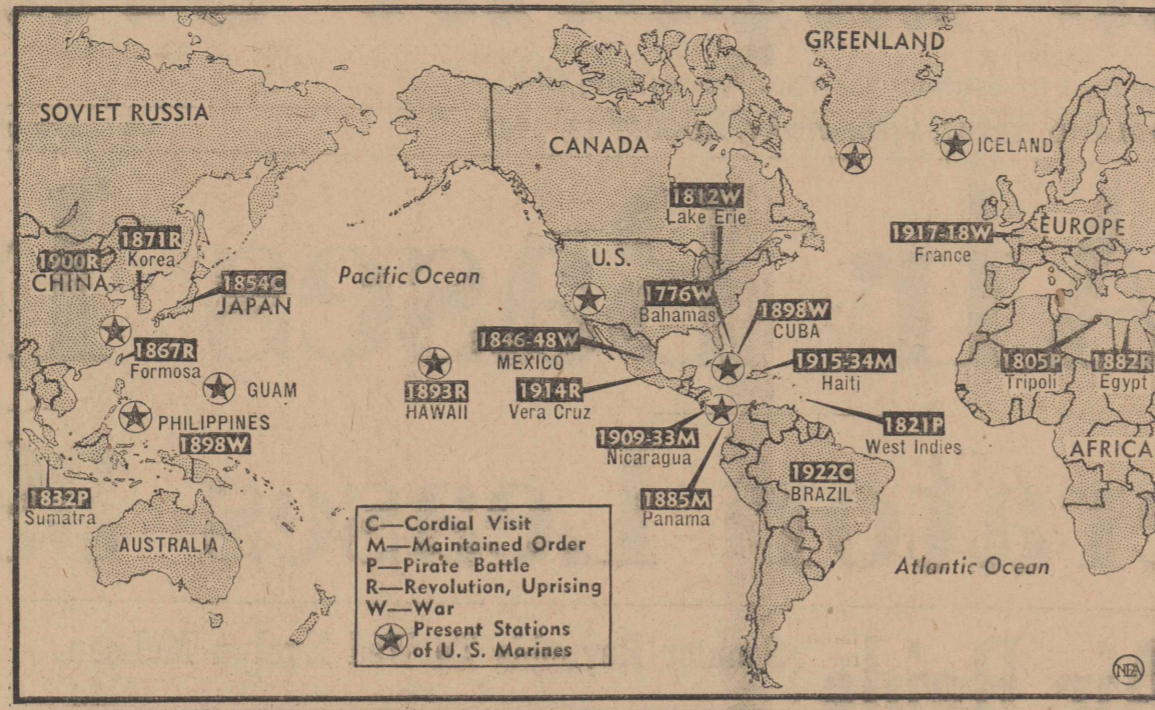 GREENLAND
SOVIET RUSSIA
CANADA
ICELAND
1812W
Lake Erie
1871R
Korea
1917-18W
France
EUROPE
1900R
CHINA
1854C
JAPAN
Pacific Ocean
U.S.
1776W
Bahamas
1898W
CUBA
1867R
Formosa
1846-48W
MEXICO
1915-34M
Haiti
1805P
Tripoli
1882R
Egypt
GUAM
1893R
HAWAII
1914R
Vera Cruz
PHILIPPINES
1898W
1909-33M
Nicaragua
1821P
West Indies
AFRICA
1832P
Sumatra
1885M
Panama
1922C
BRAZIL
AUSTRALIA
Atlantic Ocean
C—Cordial Visit
M—Maintained Order
P—Pirate Battle
R—Revolution, Uprising
W—War
Present Stations
of U. S. Marines
NEA